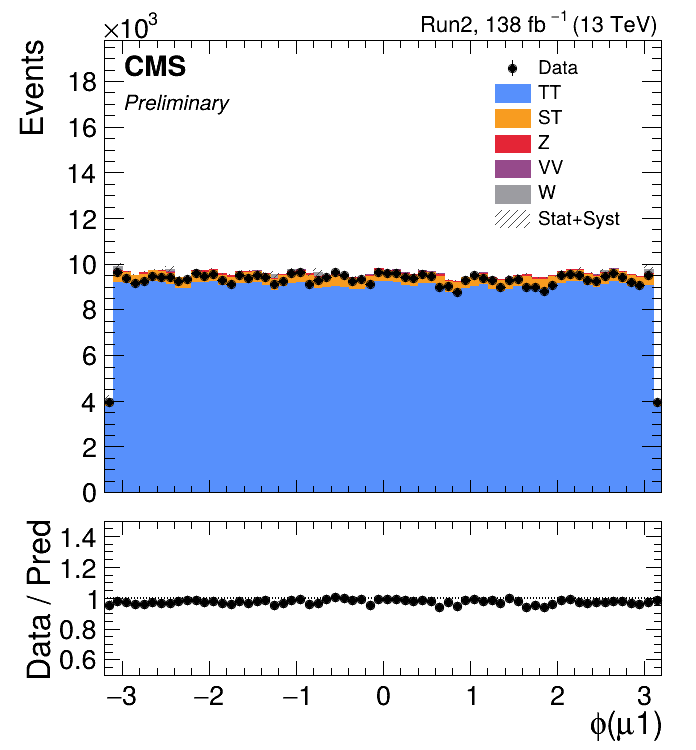 ×10³
Run2, 138 fb⁻¹ (13 TeV)
CMS
Preliminary
Events
18
16
14
12
10
8
6
4
2
0
Data
TT
ST
Z
VV
W
Stat+Syst
Data / Pred
1.4
1.2
1
0.8
0.6
−3 −2 −1 0 1 2 3
ϕ(μ1)